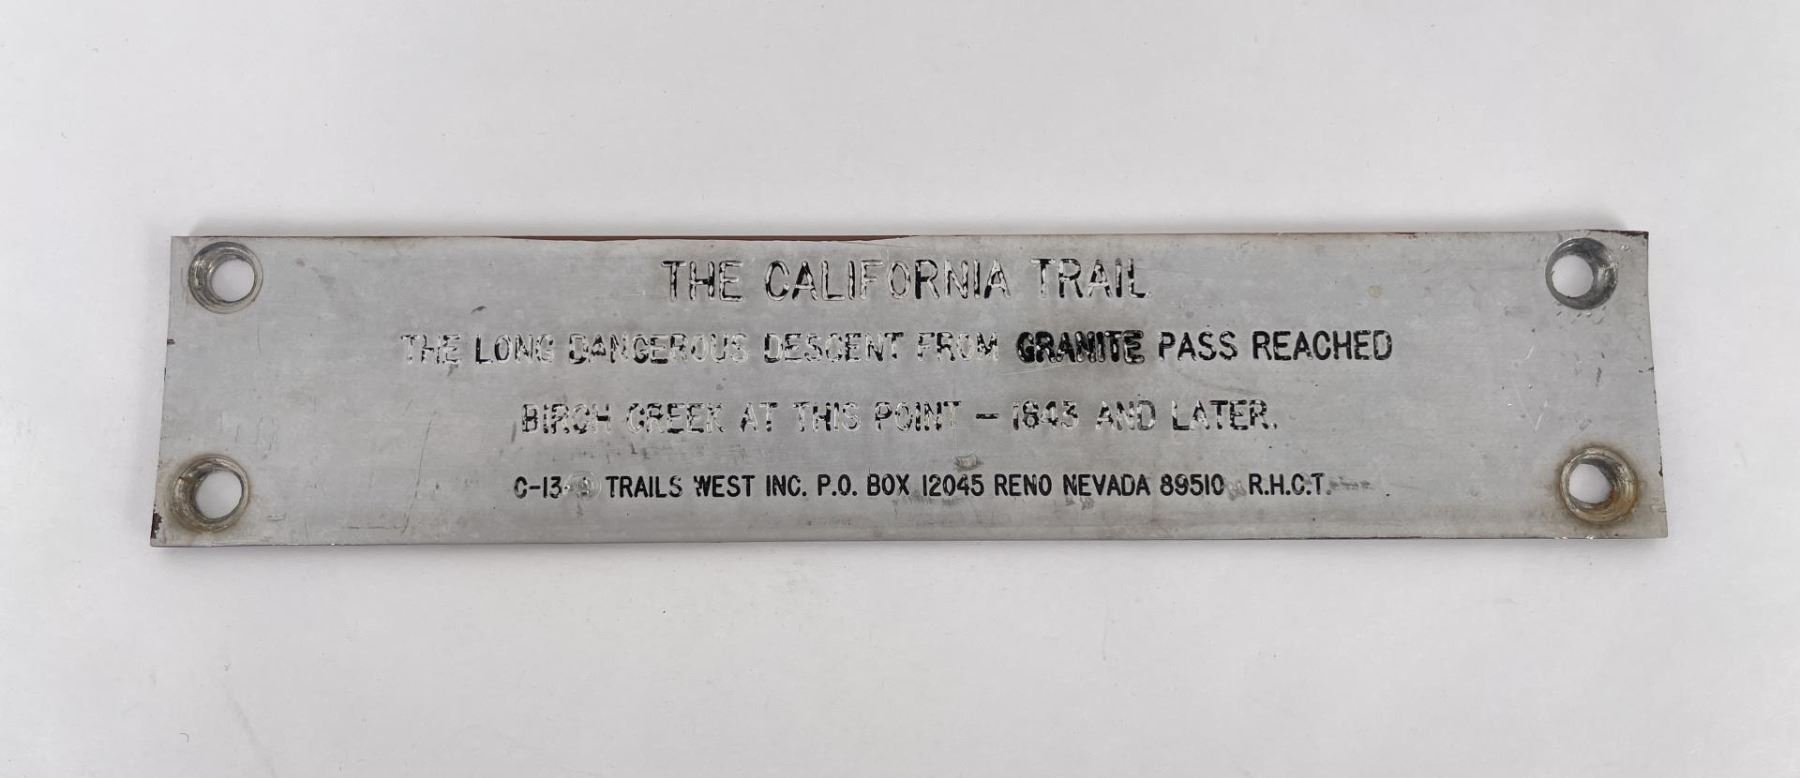 THE CALIFORNIA TRAIL
THE LONG DANGEROUS DESCENT FROM GRANITE PASS REACHED
BIRCH CREEK AT THIS POINT – 1843 AND LATER.
C-13 TRAILS WEST INC. P.O. BOX 12045 RENO NEVADA 89510 R.H.C.T.